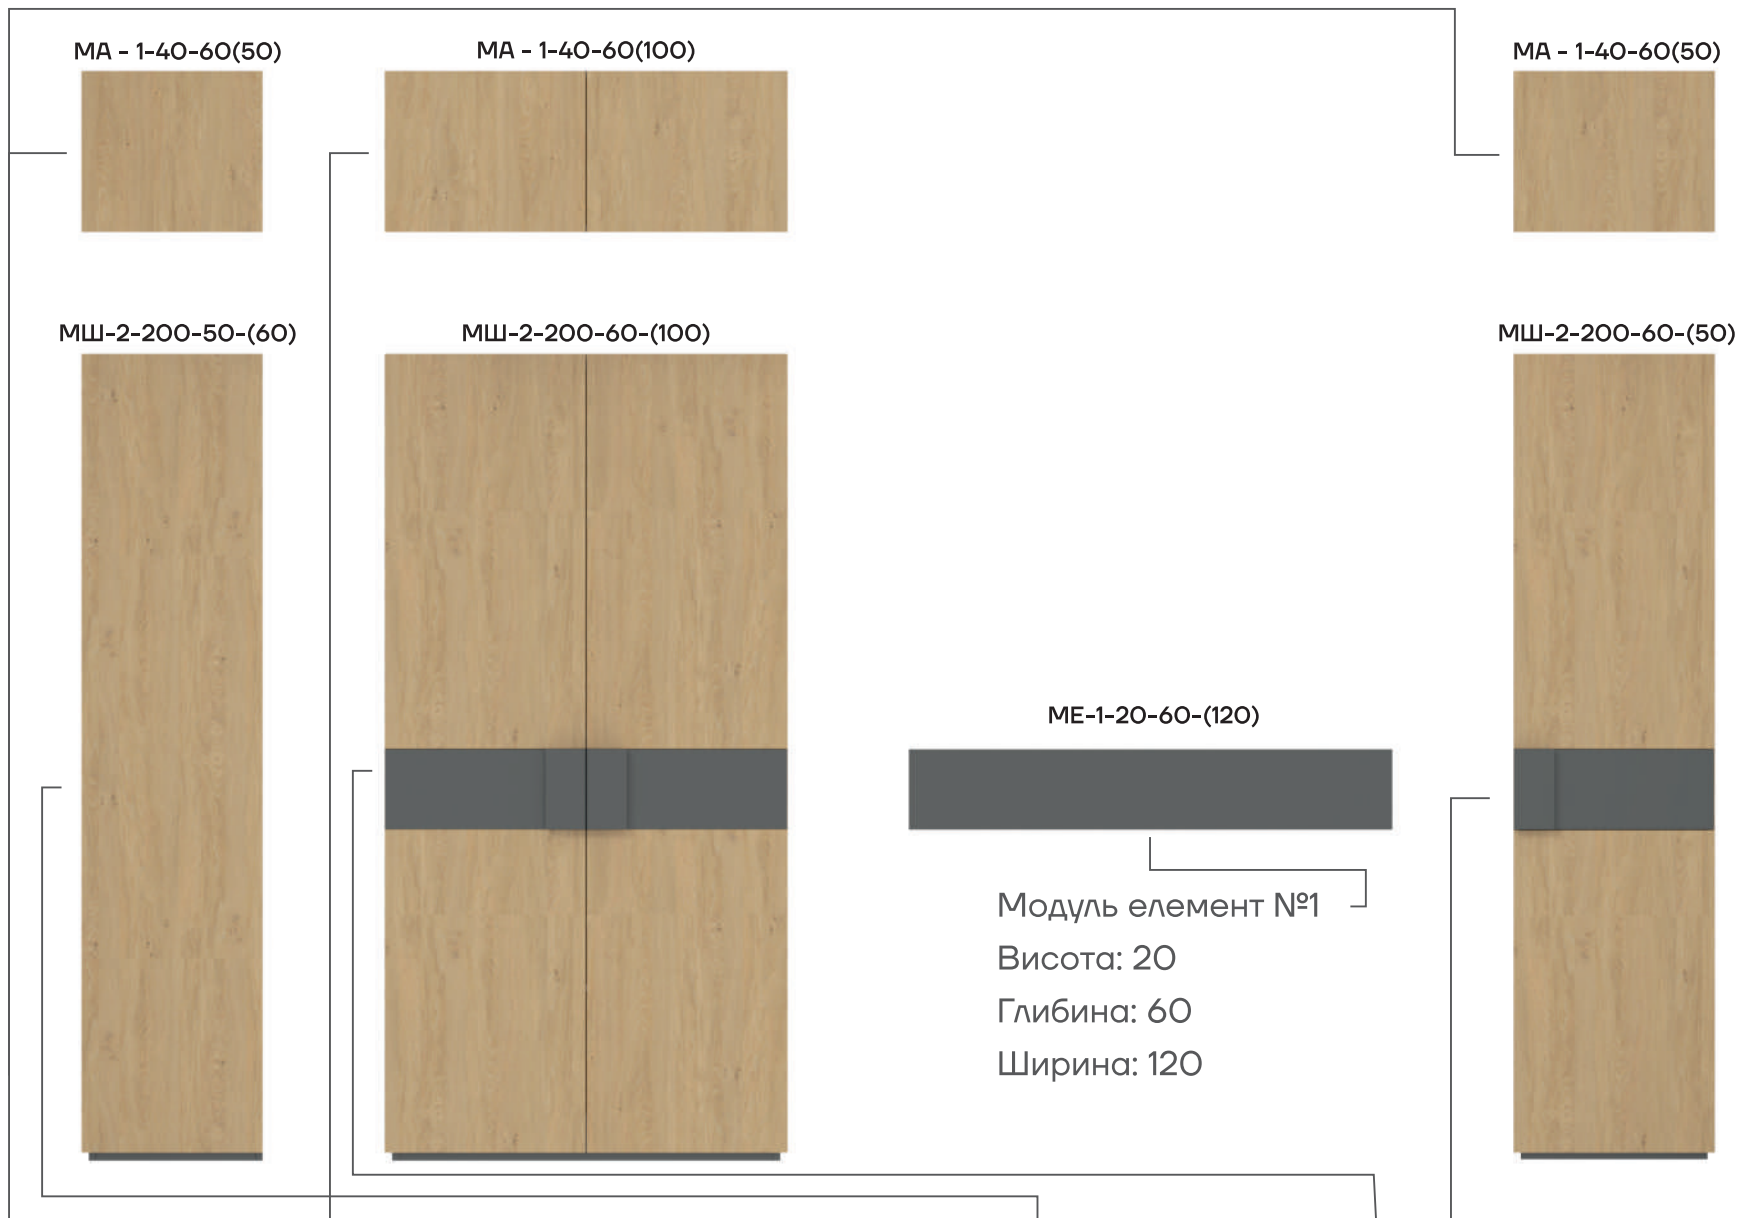 МА - 1-40-60(50)
МА - 1-40-60(100)
МА - 1-40-60(50)
МШ-2-200-50-(60)
МШ-2-200-60-(100)
МШ-2-200-60-(50)
МЕ-1-20-60-(120)
Модуль елемент №1
Висота: 20
Глибина: 60
Ширина: 120